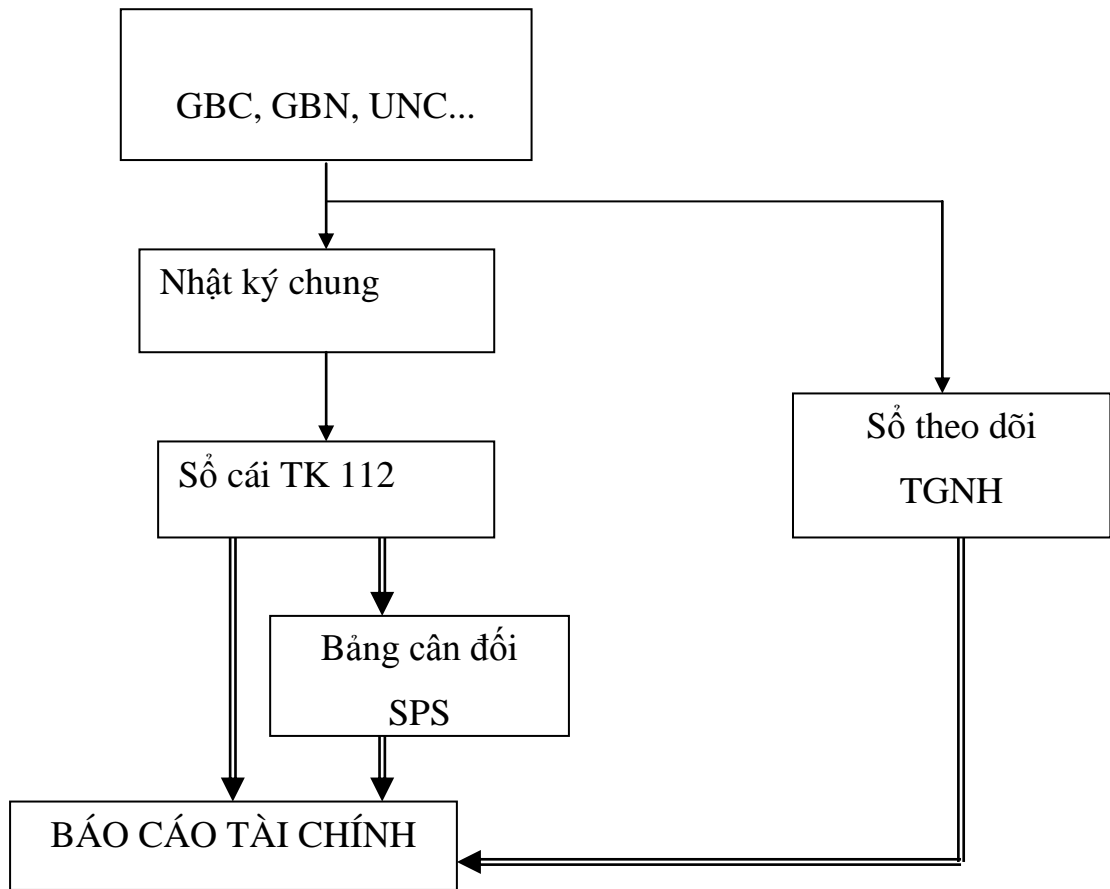 GBC, GBN, UNC...
Nhật ký chung
Sổ cái TK 112
Sổ theo dõi
TGNH
Bảng cân đối
SPS
BÁO CÁO TÀI CHÍNH